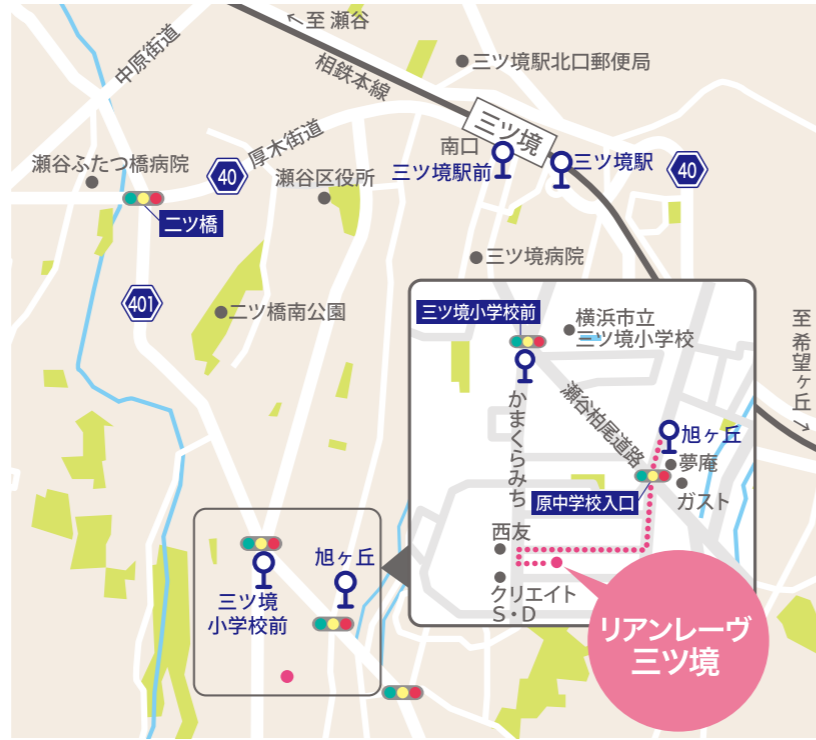 ↖至 瀬谷
中原街道
相鉄本線
三ツ境駅北口郵便局
三ツ境
厚木街道
南口
三ツ境駅前
三ツ境駅
瀬谷ふたつ橋病院
40
瀬谷区役所
40
二ツ橋
三ツ境病院
401
二ツ橋南公園
三ツ境小学校前
横浜市立
三ツ境小学校
至 希望ヶ丘→
かまくらみち
瀬谷柏尾道路
旭ヶ丘
夢庵
ガスト
原中学校入口
西友
クリエイト
S・D
旭ヶ丘
三ツ境
小学校前
リアンレーヴ
三ツ境